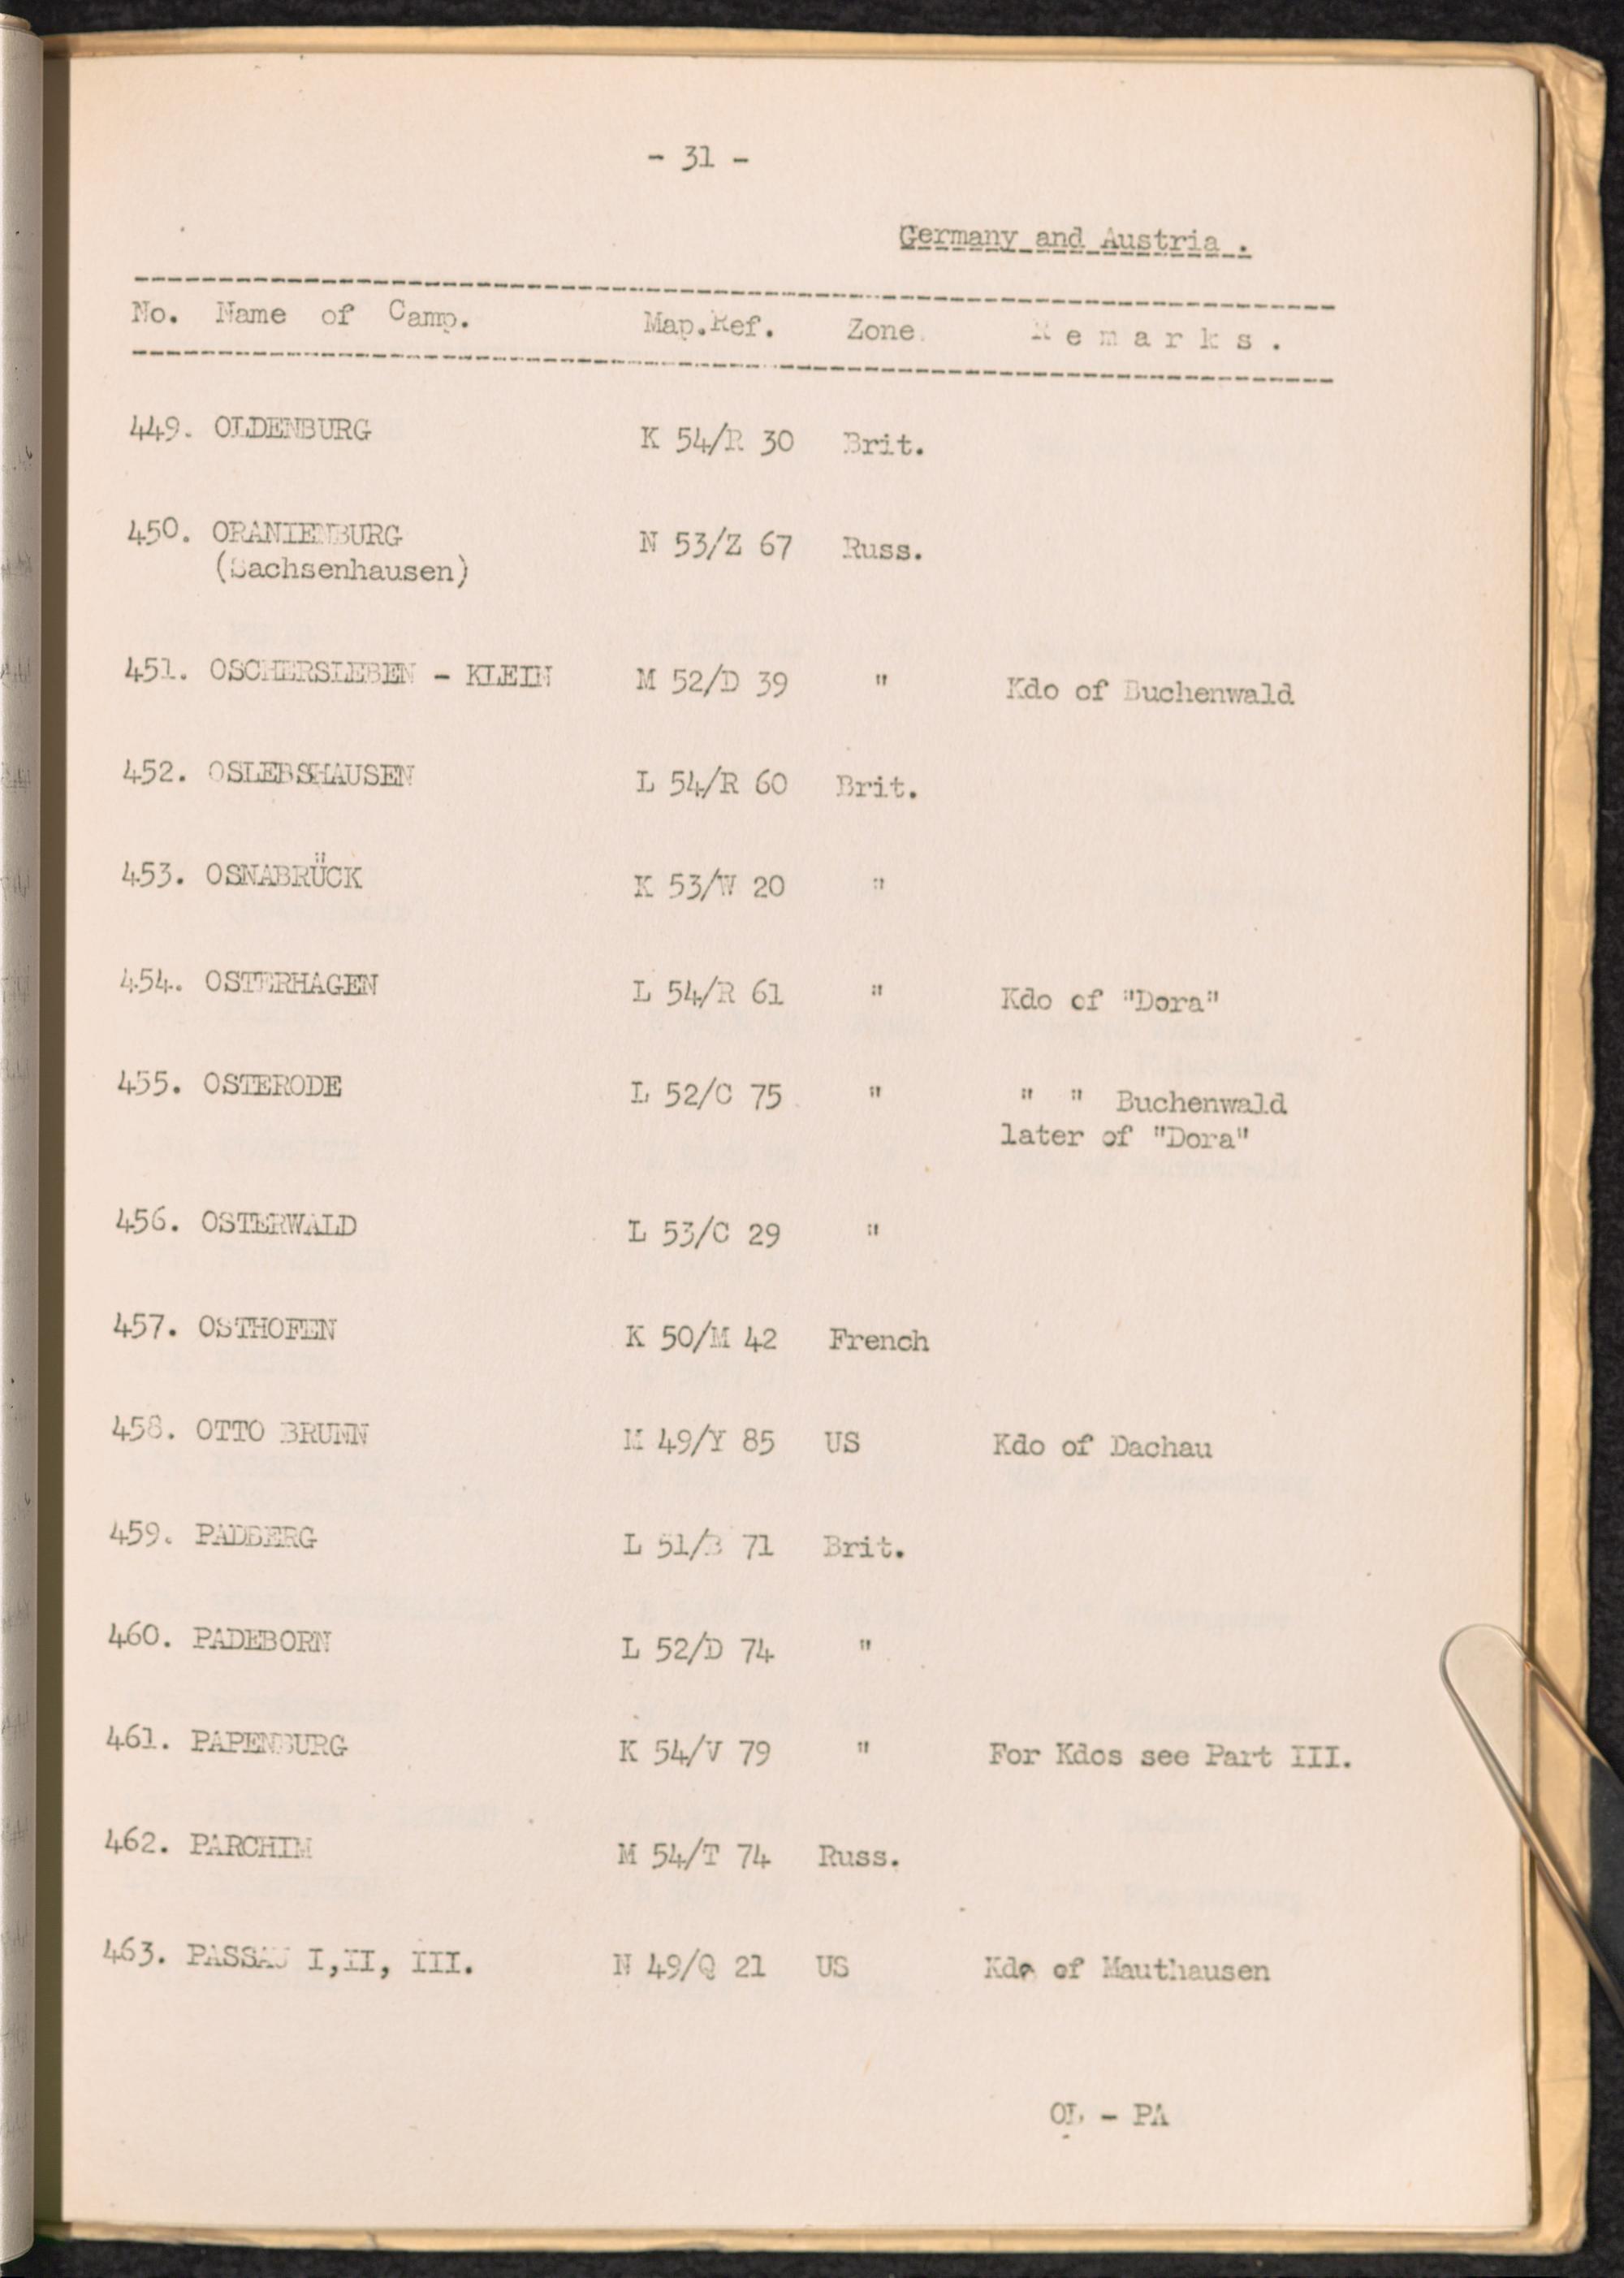 - 31 -
Germany and Austria .
No. Name of Camp. Map.Ref. Zone. Remarks.
449. OLDENBURG K 54/R 30 Brit.
450. ORANIENBURG N 53/Z 67 Russ.
(Sachsenhausen)
451. OSCHERSLEBEN - KLEIN M 52/D 39 " Kdo of Buchenwald
452. OSLEBSHAUSEN L 54/R 60 Brit.
453. OSNABRÜCK K 53/W 20 "
454. OSTERHAGEN L 54/R 61 " Kdo of "Dora"
455. OSTERODE L 52/C 75 " " " Buchenwald
later of "Dora"
456. OSTERWALD L 53/C 29 "
457. OSTHOFEN K 50/M 42 French
458. OTTO BRUNN M 49/Y 85 US Kdo of Dachau
459. PADBERG L 51/B 71 Brit.
460. PADEBORN L 52/D 74 "
461. PAPENBURG K 54/V 79 " For Kdos see Part III.
462. PARCHIM M 54/T 74 Russ.
463. PASSAU I,II, III. N 49/Q 21 US Kdo of Mauthausen
OL - PA